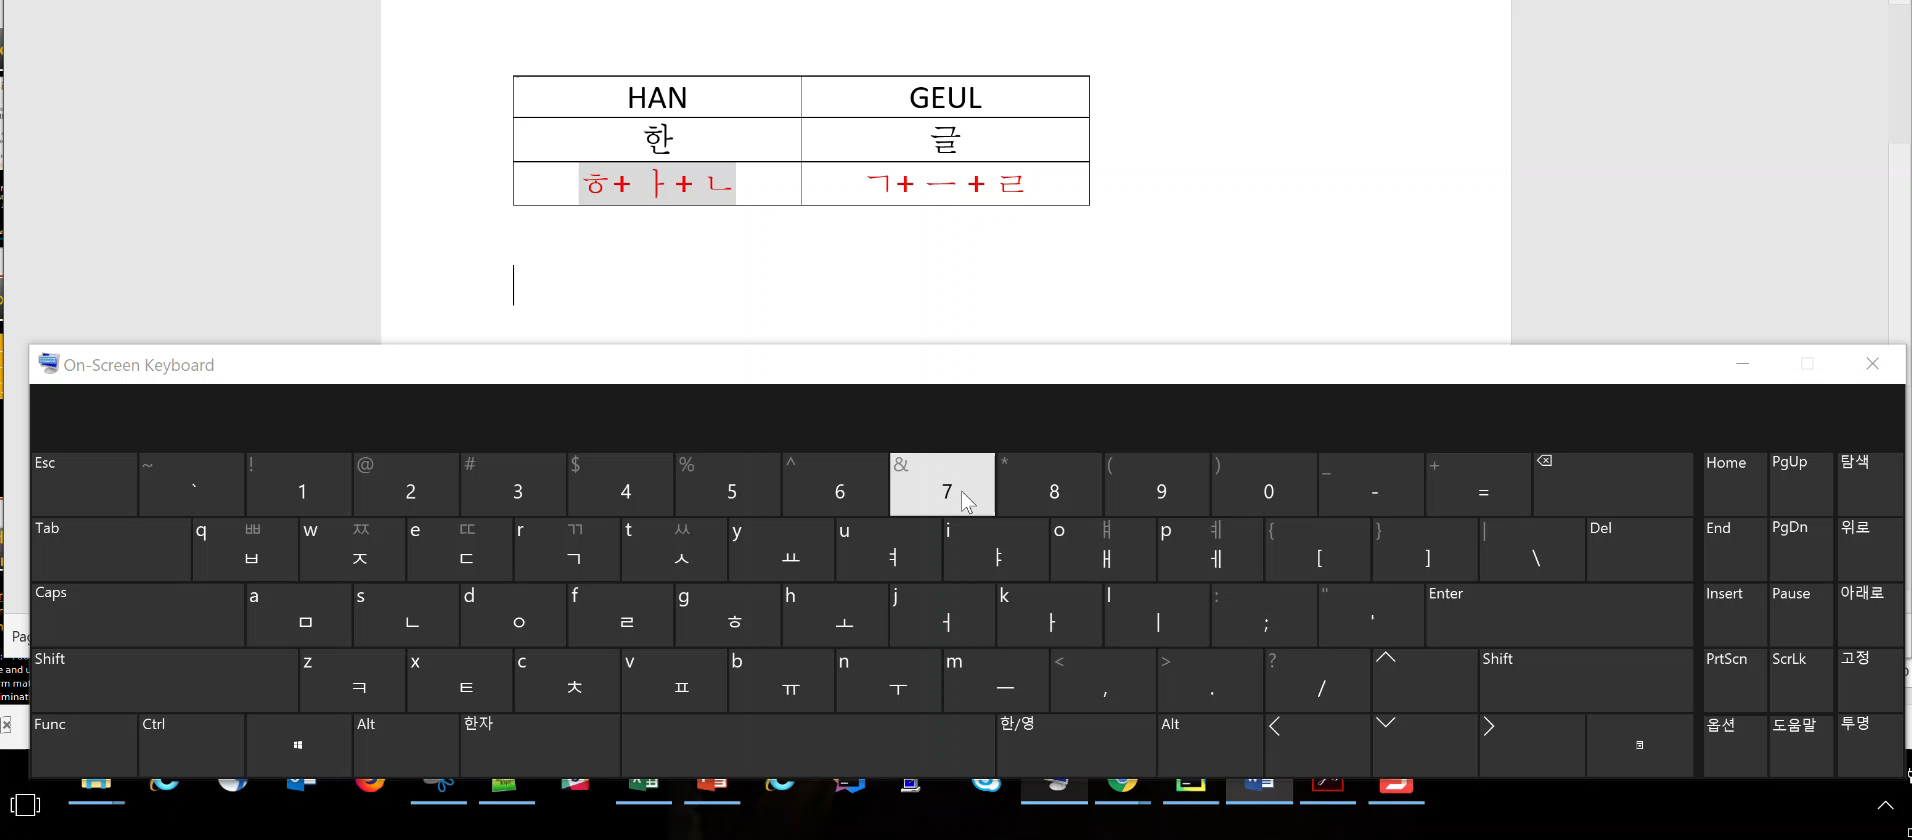 HAN GEUL
한 글
ㅎ+ ㅏ+ ㄴ ㄱ+ ㅡ + ㄹ
On-Screen Keyboard
Esc ~ ` ! 1 @ 2 # 3 $ 4 % 5 ^ 6 & 7 * 8 ( 9 ) 0 _ - + = Home PgUp 탐색
Tab q ㅃ ㅂ w ㅉ ㅈ e ㄸ ㄷ r ㄲ ㄱ t ㅆ ㅅ y ㅛ u ㅕ i ㅑ o ㅒ ㅐ p ㅖ ㅔ { [ } ] | \ Del End PgDn 위로
Caps a ㅁ s ㄴ d ㅇ f ㄹ g ㅎ h ㅗ j ㅓ k ㅏ l ㅣ : ; " ' Enter Insert Pause 아래로
Shift z ㅋ x ㅌ c ㅊ v ㅍ b ㅠ n ㅜ m ㅡ < , > . ? / Shift PrtScn ScrLk 고정
Func Ctrl Alt 한자 한/영 Alt 옵션 도움말 투명